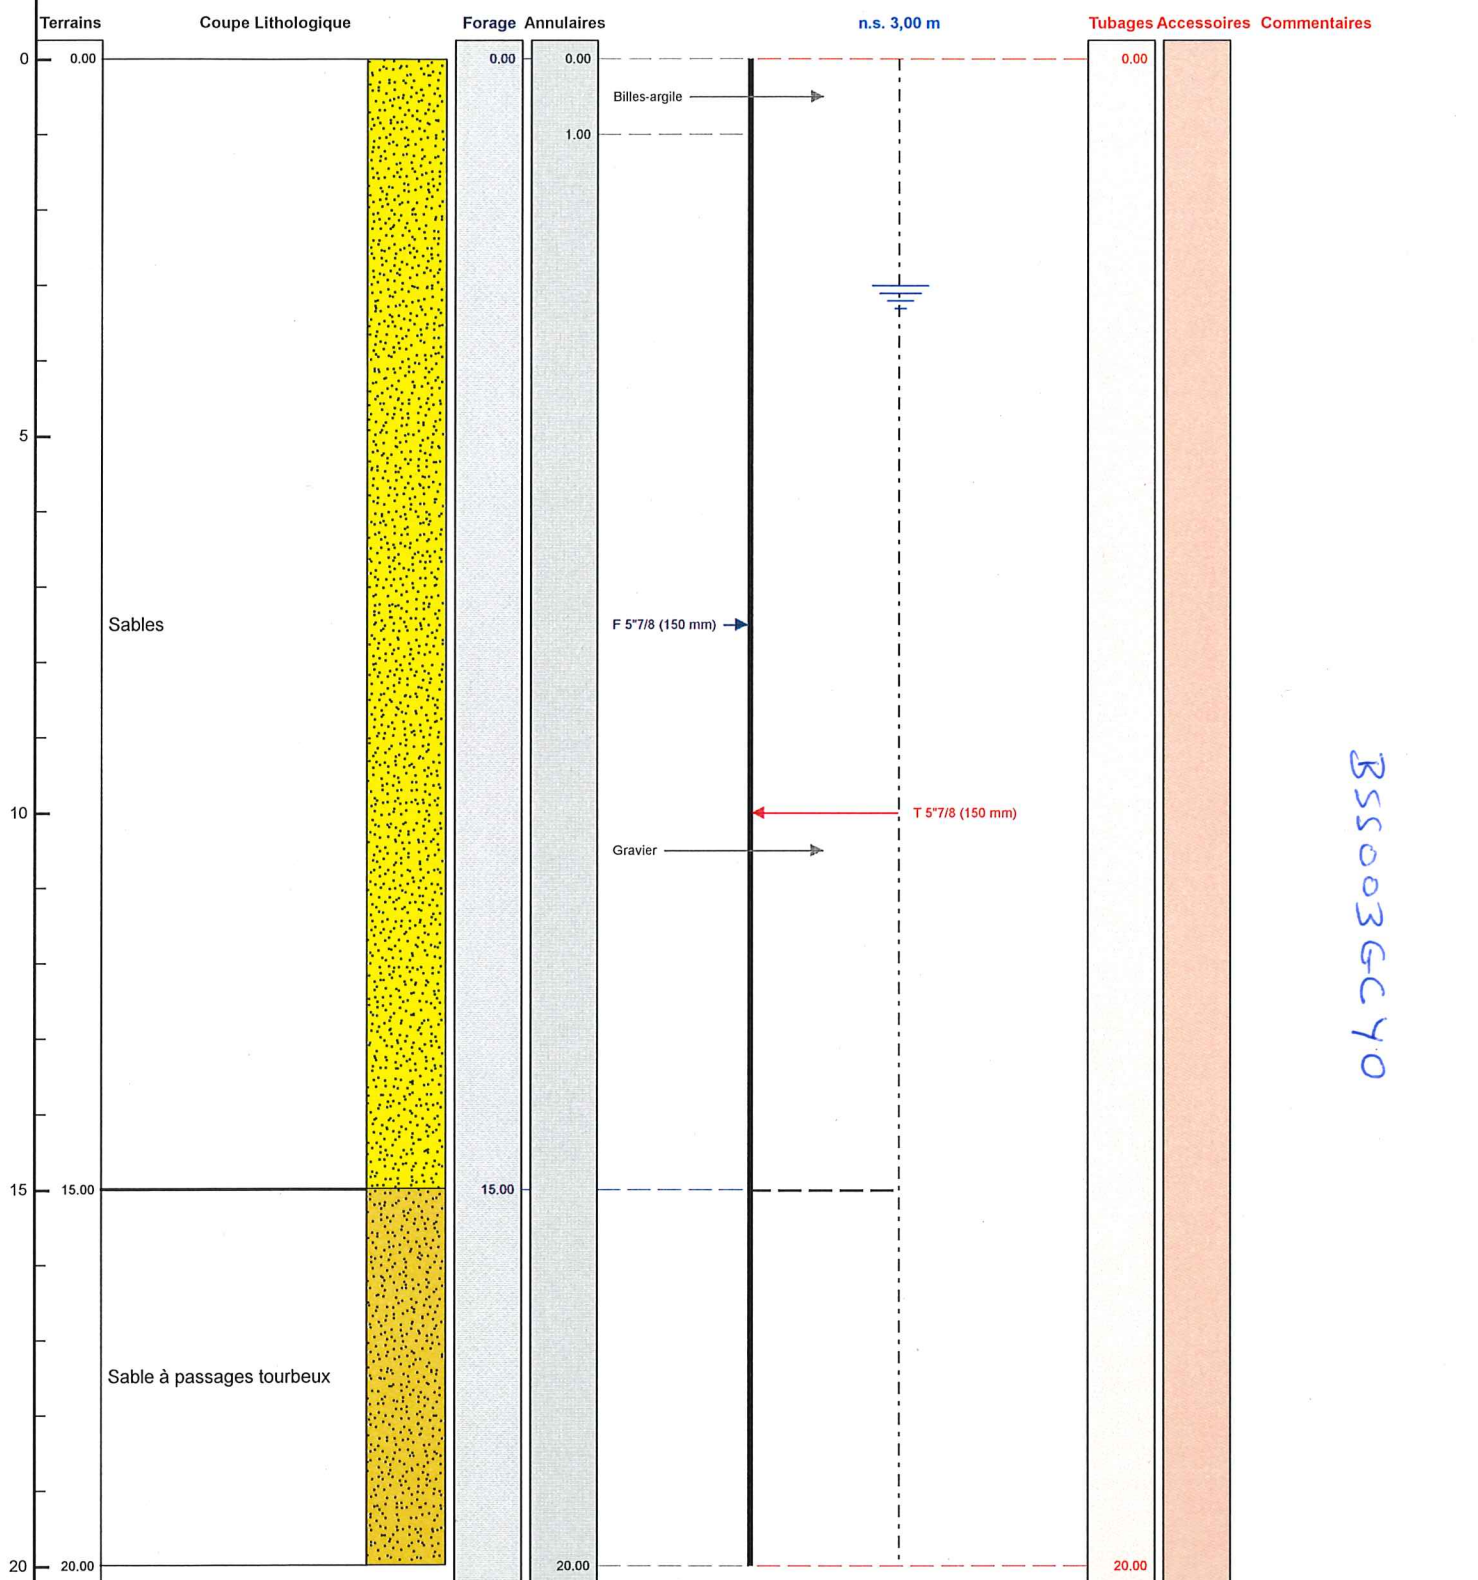 Terrains Coupe Lithologique Forage Annulaires n.s. 3,00 m Tubages Accessoires Commentaires
0 0.00 0.00 0.00 0.00
Billes-argile
1.00
5
Sables F 5"7/8 (150 mm)
10 T 5"7/8 (150 mm)
Gravier
BSS003GCYO
15 15.00 15.00
Sable à passages tourbeux
20 20.00 20.00 20.00